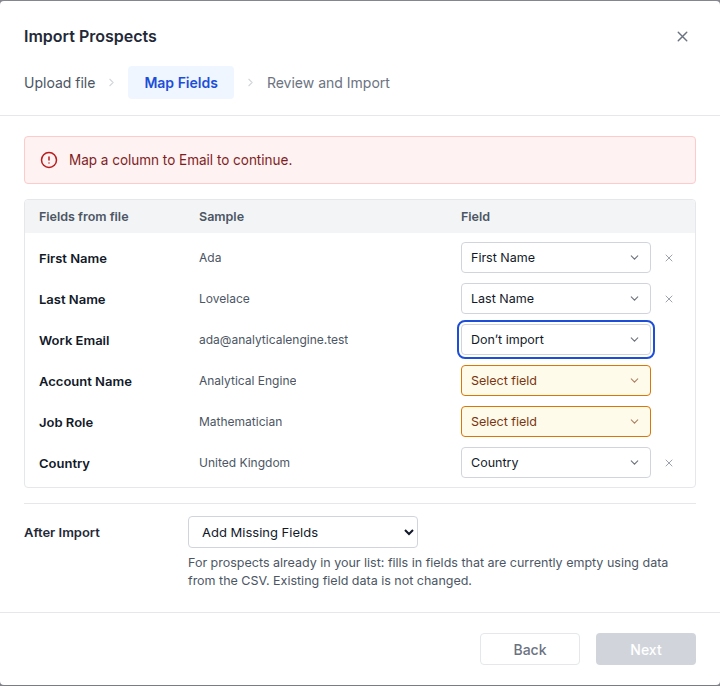 Import Prospects
Upload file
Map Fields
Review and Import
Map a column to Email to continue.
Fields from file Sample Field
First Name Ada First Name
Last Name Lovelace Last Name
Work Email ada@analyticalengine.test Don't import
Account Name Analytical Engine Select field
Job Role Mathematician Select field
Country United Kingdom Country
After Import Add Missing Fields
For prospects already in your list: fills in fields that are currently empty using data
from the CSV. Existing field data is not changed.
Back Next